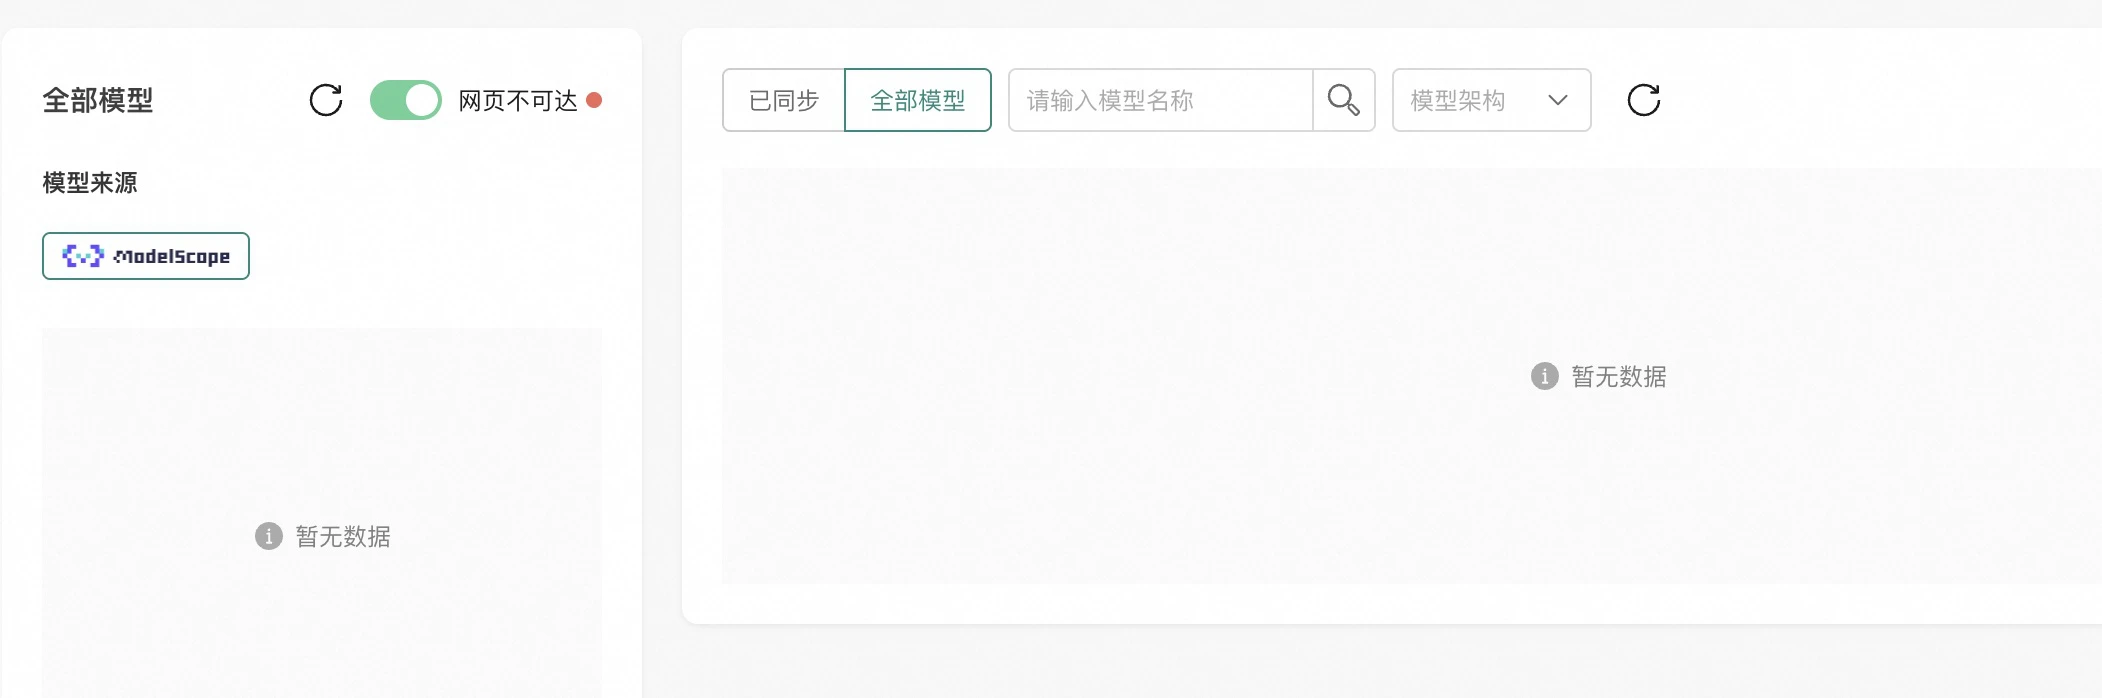 全部模型
网页不可达
模型来源
ModelScope
暂无数据
已同步
全部模型
请输入模型名称
模型架构
暂无数据